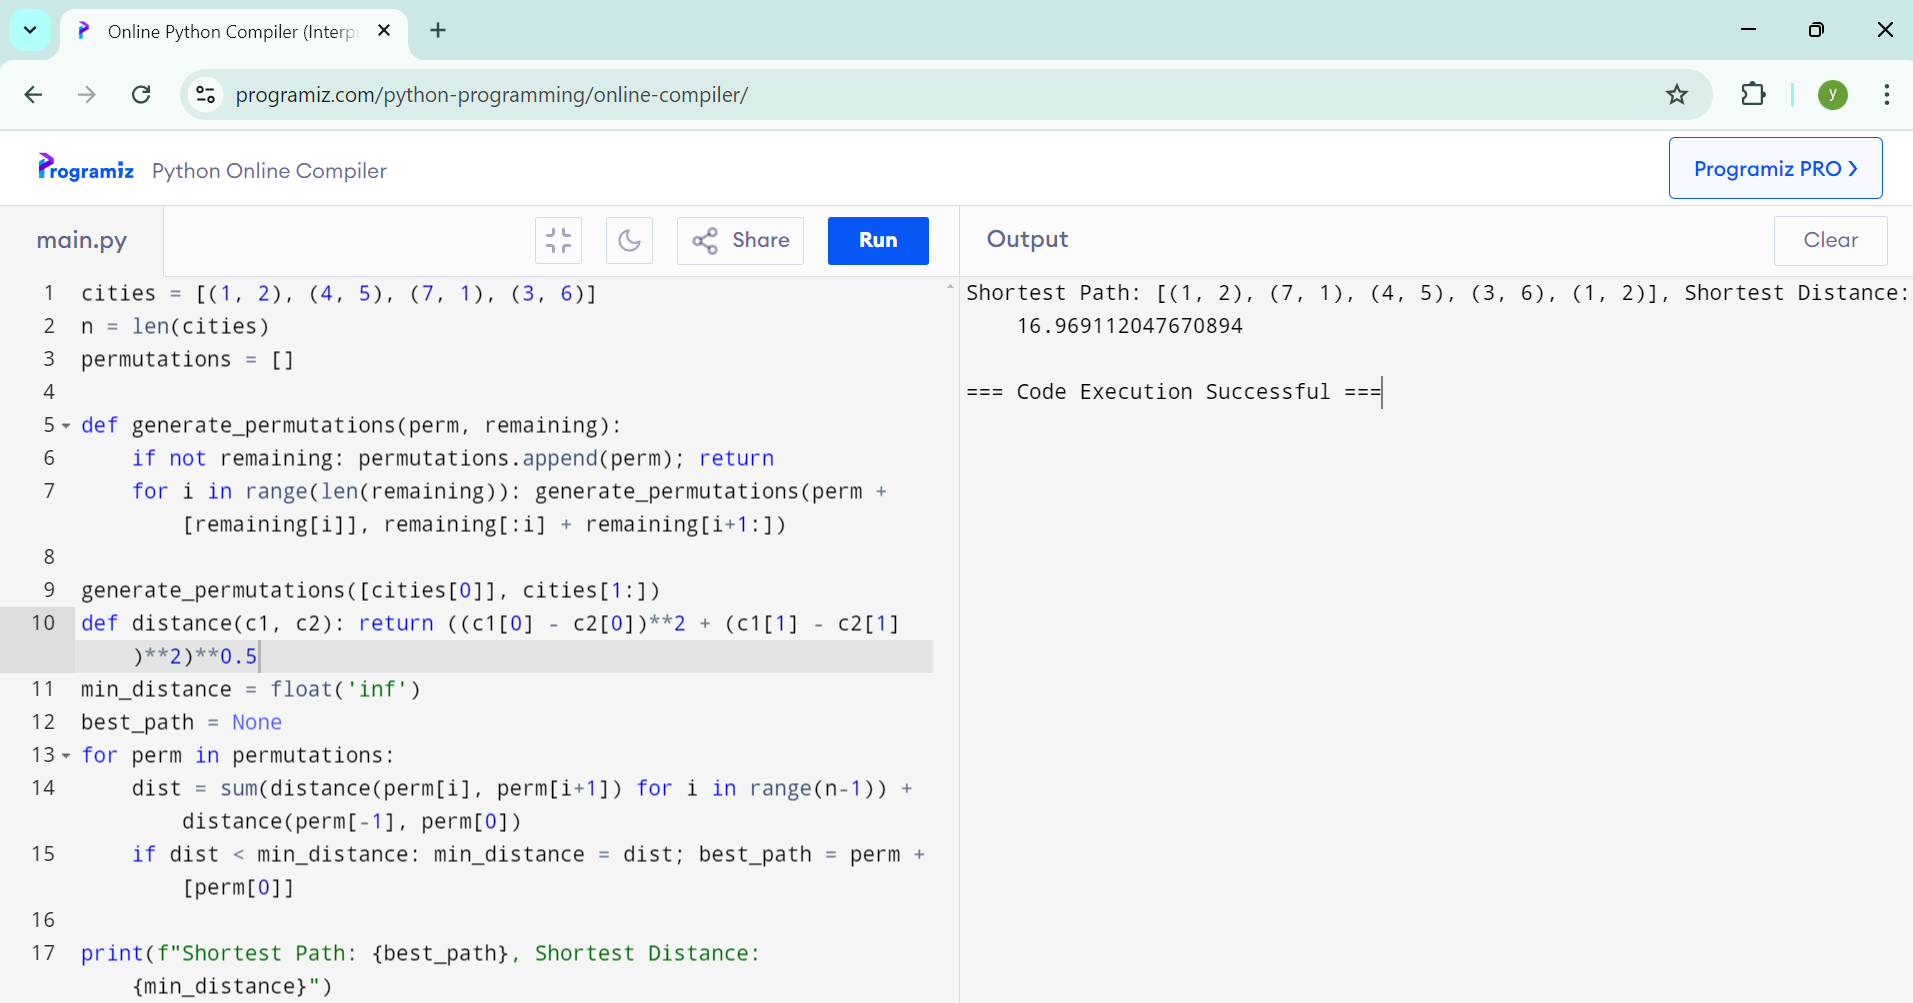 Online Python Compiler (Interp
programiz.com/python-programming/online-compiler/
y
Programiz Python Online Compiler
Programiz PRO
main.py
Share
Run
Output
Clear
1 cities = [(1, 2), (4, 5), (7, 1), (3, 6)]
2 n = len(cities)
3 permutations = []
4
5 def generate_permutations(perm, remaining):
6 if not remaining: permutations.append(perm); return
7 for i in range(len(remaining)): generate_permutations(perm +
[remaining[i]], remaining[:i] + remaining[i+1:])
8
9 generate_permutations([cities[0]], cities[1:])
10 def distance(c1, c2): return ((c1[0] - c2[0])**2 + (c1[1] - c2[1]
)**2)**0.5
11 min_distance = float('inf')
12 best_path = None
13 for perm in permutations:
14 dist = sum(distance(perm[i], perm[i+1]) for i in range(n-1)) +
distance(perm[-1], perm[0])
15 if dist < min_distance: min_distance = dist; best_path = perm +
[perm[0]]
16
17 print(f"Shortest Path: {best_path}, Shortest Distance:
{min_distance}")
Shortest Path: [(1, 2), (7, 1), (4, 5), (3, 6), (1, 2)], Shortest Distance:
16.969112047670894
=== Code Execution Successful ===